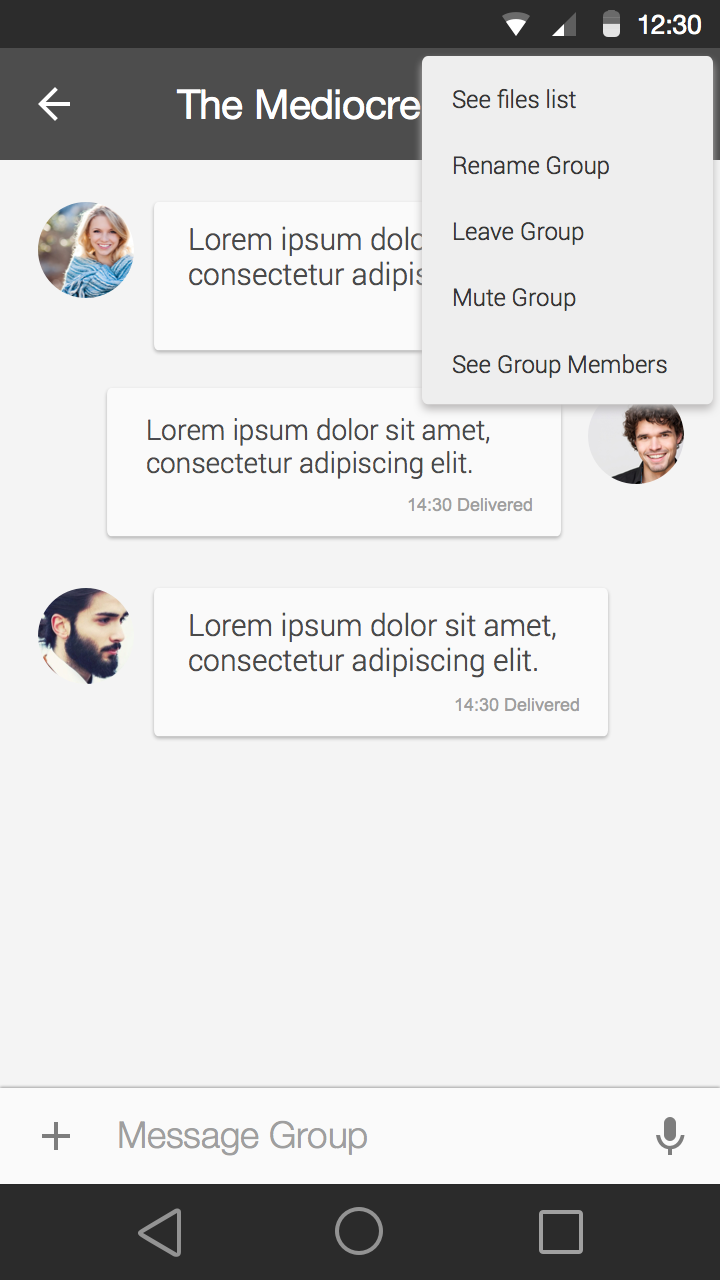 12:30
The Mediocre
See files list
Rename Group
Leave Group
Mute Group
See Group Members
Lorem ipsum
consectetur
Lorem ipsum dolor sit amet,
consectetur adipiscing elit.
14:30 Delivered
Lorem ipsum dolor sit amet,
consectetur adipiscing elit.
14:30 Delivered
Message Group